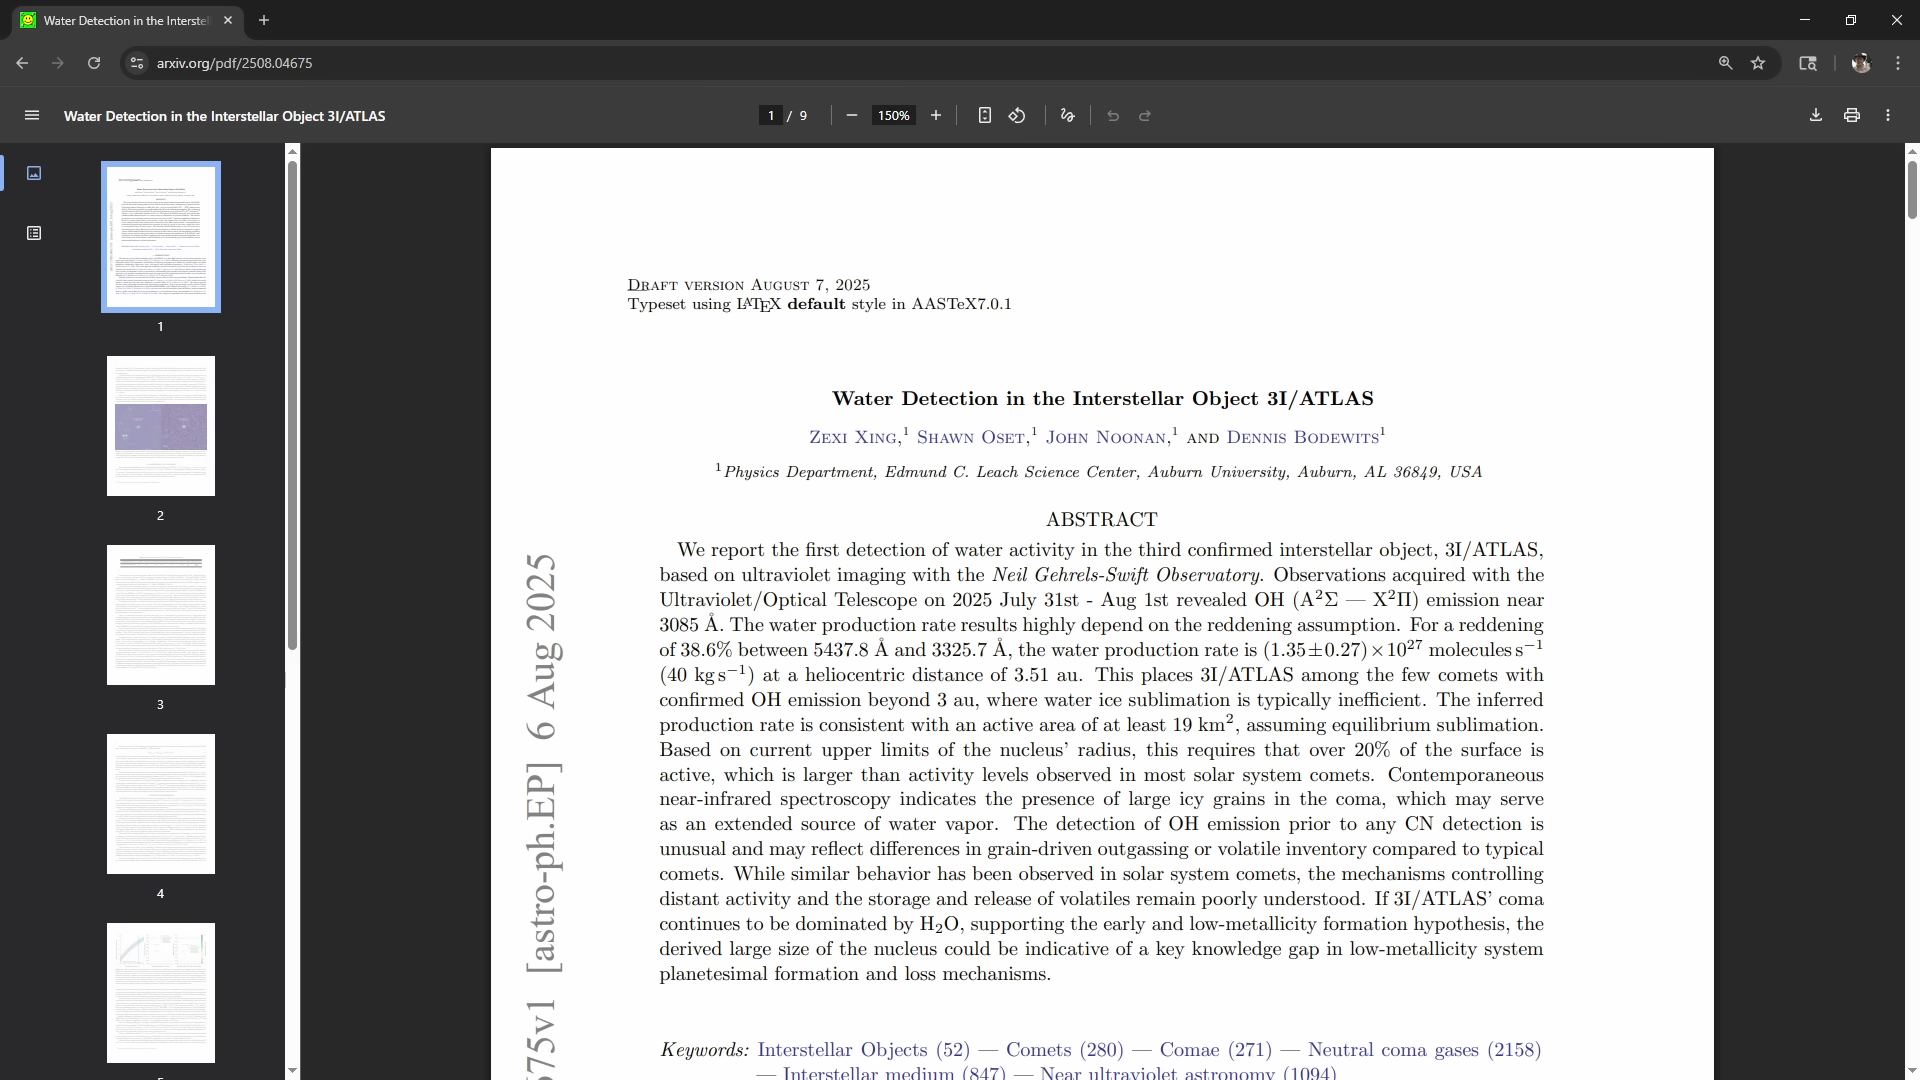 Water Detection in the Interstel
arxiv.org/pdf/2508.04675
Water Detection in the Interstellar Object 3I/ATLAS
1 / 9
150%
1
2
3
4
DRAFT VERSION AUGUST 7, 2025
Typeset using LATEX default style in AASTeX7.0.1
Water Detection in the Interstellar Object 3I/ATLAS
ZEXI XING,¹ SHAWN OSET,¹ JOHN NOONAN,¹ AND DENNIS BODEWITS¹
¹Physics Department, Edmund C. Leach Science Center, Auburn University, Auburn, AL 36849, USA
ABSTRACT
We report the first detection of water activity in the third confirmed interstellar object, 3I/ATLAS,
based on ultraviolet imaging with the Neil Gehrels-Swift Observatory. Observations acquired with the
Ultraviolet/Optical Telescope on 2025 July 31st - Aug 1st revealed OH (A²Σ — X²Π) emission near
3085 Å. The water production rate results highly depend on the reddening assumption. For a reddening
of 38.6% between 5437.8 Å and 3325.7 Å, the water production rate is (1.35±0.27)×10²⁷ molecules s⁻¹
(40 kg s⁻¹) at a heliocentric distance of 3.51 au. This places 3I/ATLAS among the few comets with
confirmed OH emission beyond 3 au, where water ice sublimation is typically inefficient. The inferred
production rate is consistent with an active area of at least 19 km², assuming equilibrium sublimation.
Based on current upper limits of the nucleus' radius, this requires that over 20% of the surface is
active, which is larger than activity levels observed in most solar system comets. Contemporaneous
near-infrared spectroscopy indicates the presence of large icy grains in the coma, which may serve
as an extended source of water vapor. The detection of OH emission prior to any CN detection is
unusual and may reflect differences in grain-driven outgassing or volatile inventory compared to typical
comets. While similar behavior has been observed in solar system comets, the mechanisms controlling
distant activity and the storage and release of volatiles remain poorly understood. If 3I/ATLAS' coma
continues to be dominated by H₂O, supporting the early and low-metallicity formation hypothesis, the
derived large size of the nucleus could be indicative of a key knowledge gap in low-metallicity system
planetesimal formation and loss mechanisms.
Keywords: Interstellar Objects (52) — Comets (280) — Comae (271) — Neutral coma gases (2158)
— Interstellar medium (847) — Near ultraviolet astronomy (1094)
675v1 [astro-ph.EP] 6 Aug 2025